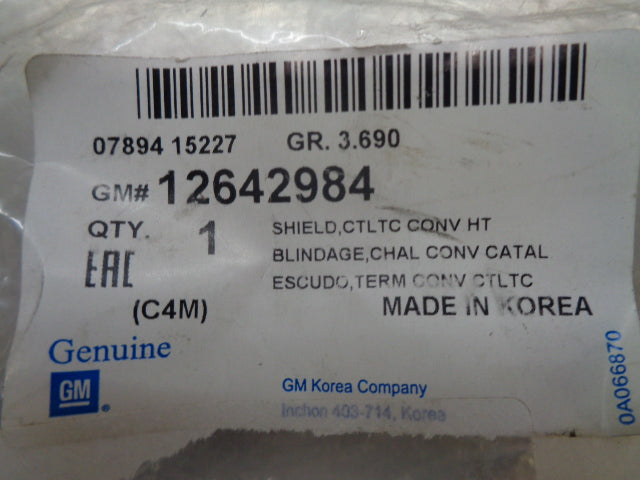 07894 15227 GR. 3.690
GM# 12642984
QTY. 1
SHIELD,CTLTC CONV HT
BLINDAGE,CHAL CONV CATAL
ESCUDO,TERM CONV CTLTC
EAC
(C4M)
MADE IN KOREA
Genuine
GM
®
GM Korea Company
Inchon 403-714, Korea
0A066870